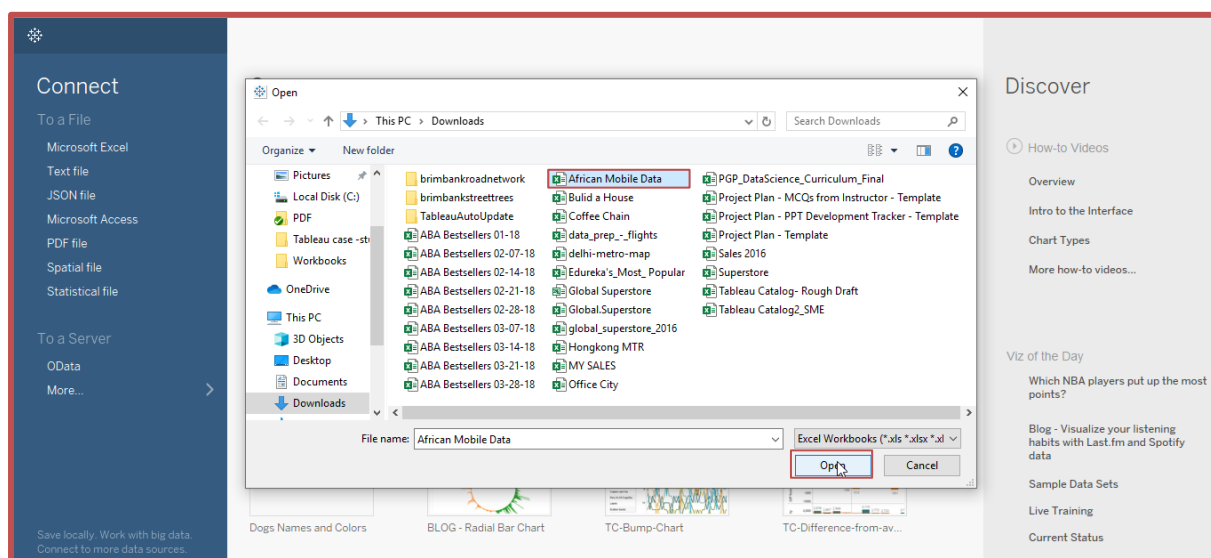 Connect
To a File
Microsoft Excel
Text file
JSON file
Microsoft Access
PDF file
Spatial file
Statistical file
To a Server
OData
More...
Save locally. Work with big data.
Connect to more data sources.
Open
This PC > Downloads
Search Downloads
Organize
New folder
Pictures
Local Disk (C:)
PDF
Tableau case -stu
Workbooks
OneDrive
This PC
3D Objects
Desktop
Documents
Downloads
brimbankroadnetwork
brimbankstreettrees
TableauAutoUpdate
ABA Bestsellers 01-18
ABA Bestsellers 02-07-18
ABA Bestsellers 02-14-18
ABA Bestsellers 02-21-18
ABA Bestsellers 02-28-18
ABA Bestsellers 03-07-18
ABA Bestsellers 03-14-18
ABA Bestsellers 03-21-18
ABA Bestsellers 03-28-18
African Mobile Data
Bulid a House
Coffee Chain
data_prep_-_flights
delhi-metro-map
Edureka's_Most_Popular
Global Superstore
Global.Superstore
global_superstore_2016
Hongkong MTR
MY SALES
Office City
PGP_DataScience_Curriculum_Final
Project Plan - MCQs from Instructor - Template
Project Plan - PPT Development Tracker - Template
Project Plan - Template
Sales 2016
Superstore
Tableau Catalog- Rough Draft
Tableau Catalog2_SME
File name:
African Mobile Data
Excel Workbooks (*.xls *.xlsx *.xl
Open
Cancel
Dogs Names and Colors
BLOG - Radial Bar Chart
TC-Bump-Chart
TC-Difference-from-av...
Discover
How-to Videos
Overview
Intro to the Interface
Chart Types
More how-to videos...
Viz of the Day
Which NBA players put up the most
points?
Blog - Visualize your listening
habits with Last.fm and Spotify
data
Sample Data Sets
Live Training
Current Status